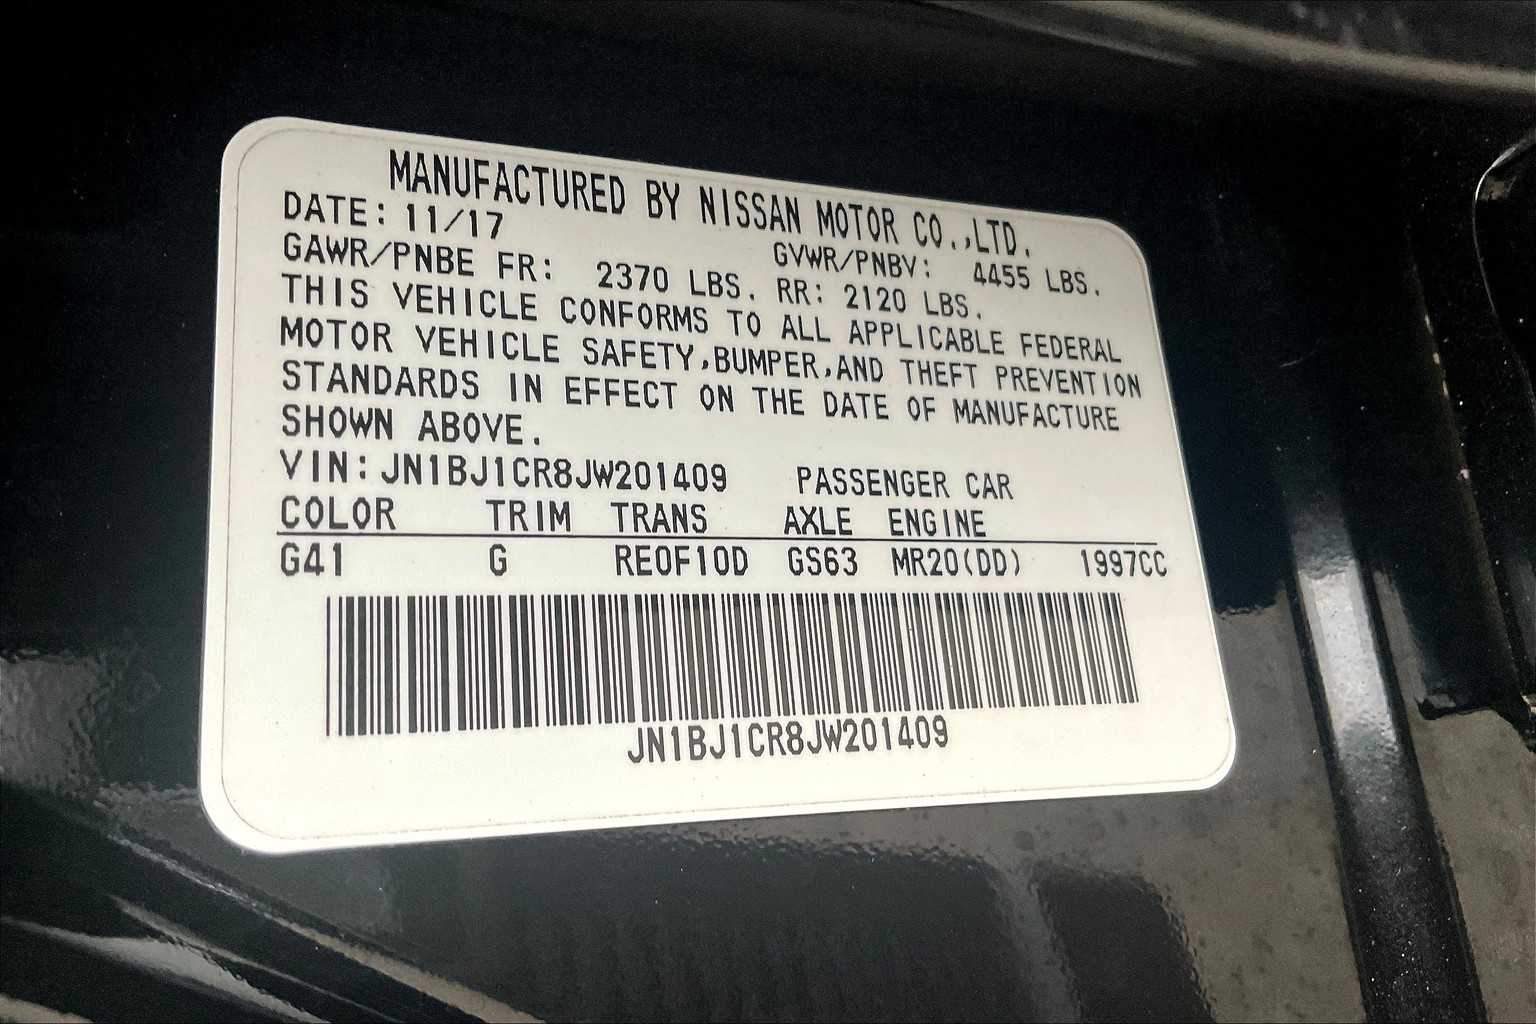 MANUFACTURED BY NISSAN MOTOR CO.,LTD.
DATE: 11/17
GVWR/PNBV: 4455 LBS.
GAWR/PNBE FR: 2370 LBS. RR: 2120 LBS.
THIS VEHICLE CONFORMS TO ALL APPLICABLE FEDERAL
MOTOR VEHICLE SAFETY,BUMPER,AND THEFT PREVENTION
STANDARDS IN EFFECT ON THE DATE OF MANUFACTURE
SHOWN ABOVE.
VIN: JN1BJ1CR8JW201409 PASSENGER CAR
COLOR TRIM TRANS AXLE ENGINE
G41 G RE0F10D GS63 MR20(DD) 1997CC
JN1BJ1CR8JW201409